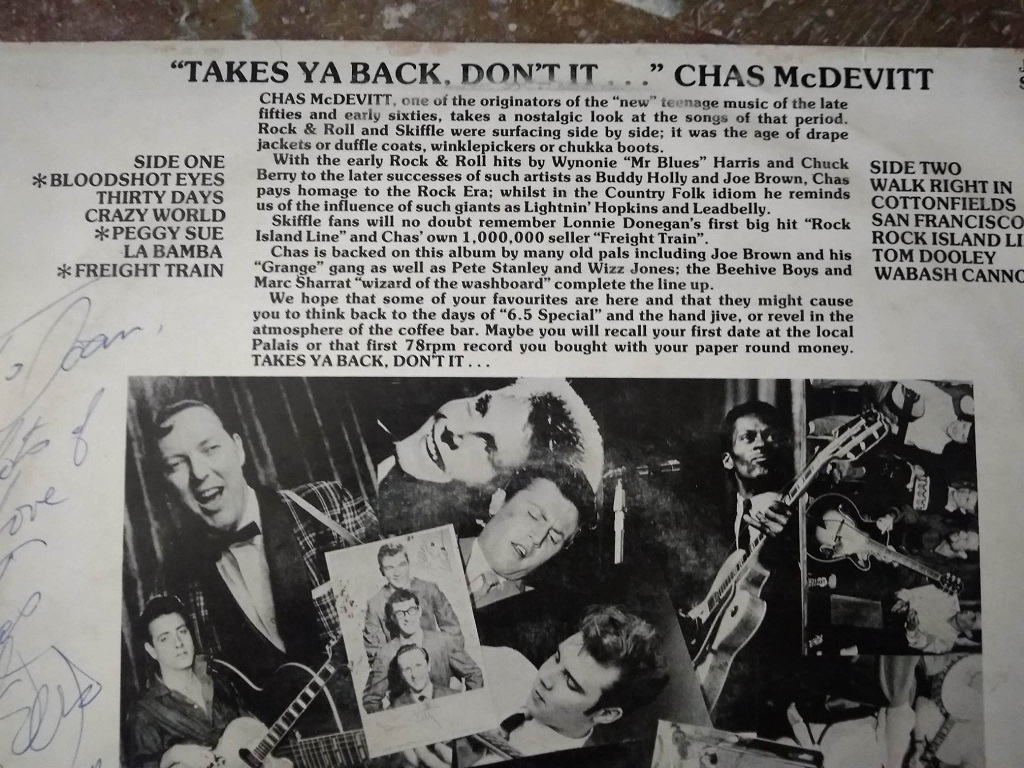 "TAKES YA BACK, DON'T IT . . ." CHAS McDEVITT
CHAS McDEVITT, one of the originators of the "new" teenage music of the late
fifties and early sixties, takes a nostalgic look at the songs of that period.
Rock & Roll and Skiffle were surfacing side by side; it was the age of drape
jackets or duffle coats, winklepickers or chukka boots.
With the early Rock & Roll hits by Wynonie "Mr Blues" Harris and Chuck
Berry to the later successes of such artists as Buddy Holly and Joe Brown, Chas
pays homage to the Rock Era; whilst in the Country Folk idiom he reminds
us of the influence of such giants as Lightnin' Hopkins and Leadbelly.
Skiffle fans will no doubt remember Lonnie Donegan's first big hit "Rock
Island Line" and Chas' own 1,000,000 seller "Freight Train".
Chas is backed on this album by many old pals including Joe Brown and his
"Grange" gang as well as Pete Stanley and Wizz Jones; the Beehive Boys and
Marc Sharrat "wizard of the washboard" complete the line up.
We hope that some of your favourites are here and that they might cause
you to think back to the days of "6.5 Special" and the hand jive, or revel in the
atmosphere of the coffee bar. Maybe you will recall your first date at the local
Palais or that first 78rpm record you bought with your paper round money.
TAKES YA BACK, DON'T IT . . .
SIDE ONE
*BLOODSHOT EYES
THIRTY DAYS
CRAZY WORLD
*PEGGY SUE
LA BAMBA
*FREIGHT TRAIN
SIDE TWO
WALK RIGHT IN
COTTONFIELDS
SAN FRANCISCO
ROCK ISLAND LI
TOM DOOLEY
WABASH CANNO
To Joan,
Lots of
Love